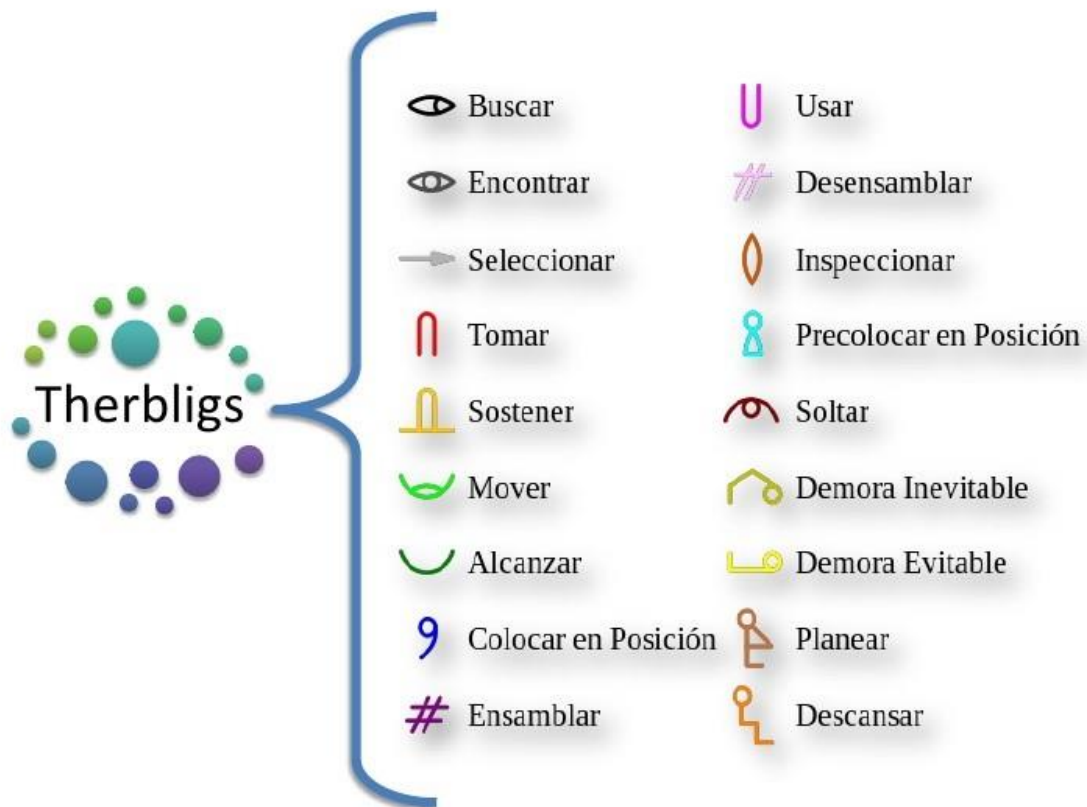 Therbligs
Buscar
Encontrar
Seleccionar
Tomar
Sostener
Mover
Alcanzar
Colocar en Posición
Ensamblar
Usar
Desensamblar
Inspeccionar
Precolocar en Posición
Soltar
Demora Inevitable
Demora Evitable
Planear
Descansar